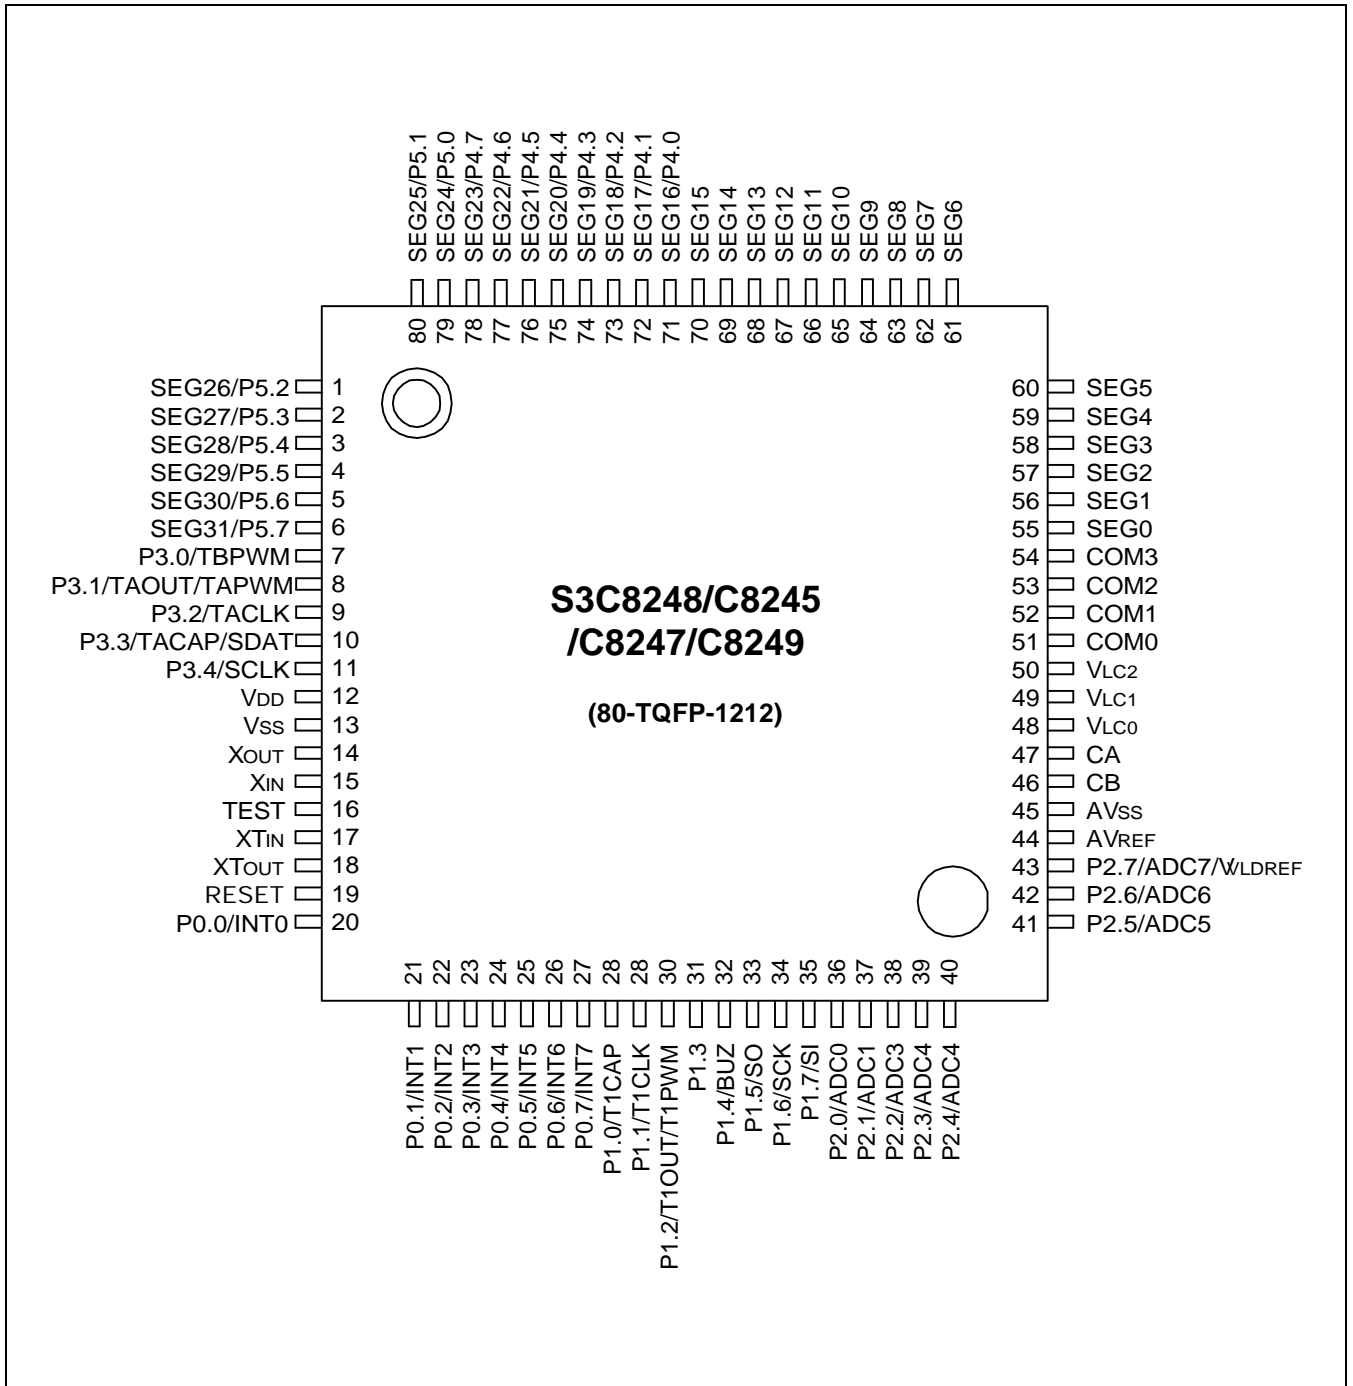 SEG25/P5.1
SEG24/P5.0
SEG23/P4.7
SEG22/P4.6
SEG21/P4.5
SEG20/P4.4
SEG19/P4.3
SEG18/P4.2
SEG17/P4.1
SEG16/P4.0
SEG15
SEG14
SEG13
SEG12
SEG11
SEG10
SEG9
SEG8
SEG7
SEG6
80
79
78
77
76
75
74
73
72
71
70
69
68
67
66
65
64
63
62
61
SEG26/P5.2 1
SEG27/P5.3 2
SEG28/P5.4 3
SEG29/P5.5 4
SEG30/P5.6 5
SEG31/P5.7 6
P3.0/TBPWM 7
P3.1/TAOUT/TAPWM 8
P3.2/TACLK 9
P3.3/TACAP/SDAT 10
P3.4/SCLK 11
VDD 12
VSS 13
XOUT 14
XIN 15
TEST 16
XTIN 17
XTOUT 18
RESET 19
P0.0/INT0 20
S3C8248/C8245
/C8247/C8249
(80-TQFP-1212)
60 SEG5
59 SEG4
58 SEG3
57 SEG2
56 SEG1
55 SEG0
54 COM3
53 COM2
52 COM1
51 COM0
50 VLC2
49 VLC1
48 VLC0
47 CA
46 CB
45 AVSS
44 AVREF
43 P2.7/ADC7/VVLDREF
42 P2.6/ADC6
41 P2.5/ADC5
21
22
23
24
25
26
27
28
28
30
31
32
33
34
35
36
37
38
39
40
P0.1/INT1
P0.2/INT2
P0.3/INT3
P0.4/INT4
P0.5/INT5
P0.6/INT6
P0.7/INT7
P1.0/T1CAP
P1.1/T1CLK
P1.2/T1OUT/T1PWM
P1.3
P1.4/BUZ
P1.5/SO
P1.6/SCK
P1.7/SI
P2.0/ADC0
P2.1/ADC1
P2.2/ADC3
P2.3/ADC4
P2.4/ADC4